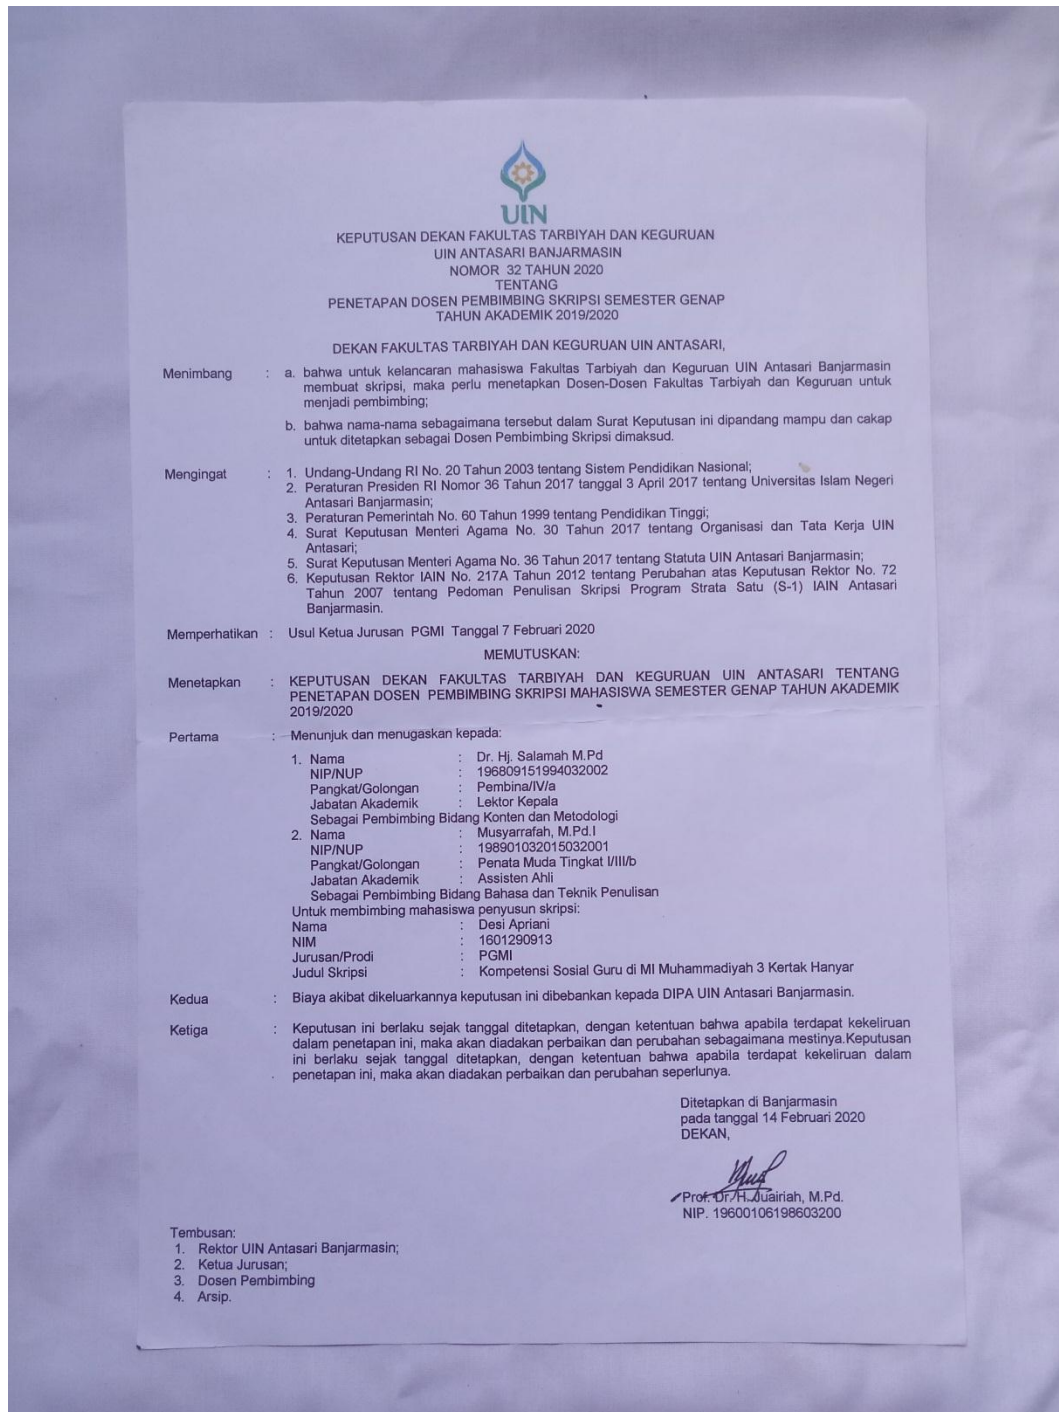 UIN
KEPUTUSAN DEKAN FAKULTAS TARBIYAH DAN KEGURUAN
UIN ANTASARI BANJARMASIN
NOMOR 32 TAHUN 2020
TENTANG
PENETAPAN DOSEN PEMBIMBING SKRIPSI SEMESTER GENAP
TAHUN AKADEMIK 2019/2020
DEKAN FAKULTAS TARBIYAH DAN KEGURUAN UIN ANTASARI,
Menimbang : a. bahwa untuk kelancaran mahasiswa Fakultas Tarbiyah dan Keguruan UIN Antasari Banjarmasin
membuat skripsi, maka perlu menetapkan Dosen-Dosen Fakultas Tarbiyah dan Keguruan untuk
menjadi pembimbing;
b. bahwa nama-nama sebagaimana tersebut dalam Surat Keputusan ini dipandang mampu dan cakap
untuk ditetapkan sebagai Dosen Pembimbing Skripsi dimaksud.
Mengingat : 1. Undang-Undang RI No. 20 Tahun 2003 tentang Sistem Pendidikan Nasional;
2. Peraturan Presiden RI Nomor 36 Tahun 2017 tanggal 3 April 2017 tentang Universitas Islam Negeri
Antasari Banjarmasin;
3. Peraturan Pemerintah No. 60 Tahun 1999 tentang Pendidikan Tinggi;
4. Surat Keputusan Menteri Agama No. 30 Tahun 2017 tentang Organisasi dan Tata Kerja UIN
Antasari;
5. Surat Keputusan Menteri Agama No. 36 Tahun 2017 tentang Statuta UIN Antasari Banjarmasin;
6. Keputusan Rektor IAIN No. 217A Tahun 2012 tentang Perubahan atas Keputusan Rektor No. 72
Tahun 2007 tentang Pedoman Penulisan Skripsi Program Strata Satu (S-1) IAIN Antasari
Banjarmasin.
Memperhatikan : Usul Ketua Jurusan PGMI Tanggal 7 Februari 2020
MEMUTUSKAN:
Menetapkan : KEPUTUSAN DEKAN FAKULTAS TARBIYAH DAN KEGURUAN UIN ANTASARI TENTANG
PENETAPAN DOSEN PEMBIMBING SKRIPSI MAHASISWA SEMESTER GENAP TAHUN AKADEMIK
2019/2020
Pertama : Menunjuk dan menugaskan kepada:
1. Nama : Dr. Hj. Salamah M.Pd
NIP/NUP : 196809151994032002
Pangkat/Golongan : Pembina/IV/a
Jabatan Akademik : Lektor Kepala
Sebagai Pembimbing Bidang Konten dan Metodologi
2. Nama : Musyarrafah, M.Pd.I
NIP/NUP : 198901032015032001
Pangkat/Golongan : Penata Muda Tingkat I/III/b
Jabatan Akademik : Assisten Ahli
Sebagai Pembimbing Bidang Bahasa dan Teknik Penulisan
Untuk membimbing mahasiswa penyusun skripsi:
Nama : Desi Apriani
NIM : 1601290913
Jurusan/Prodi : PGMI
Judul Skripsi : Kompetensi Sosial Guru di MI Muhammadiyah 3 Kertak Hanyar
Kedua : Biaya akibat dikeluarkannya keputusan ini dibebankan kepada DIPA UIN Antasari Banjarmasin.
Ketiga : Keputusan ini berlaku sejak tanggal ditetapkan, dengan ketentuan bahwa apabila terdapat kekeliruan
dalam penetapan ini, maka akan diadakan perbaikan dan perubahan sebagaimana mestinya.Keputusan
ini berlaku sejak tanggal ditetapkan, dengan ketentuan bahwa apabila terdapat kekeliruan dalam
penetapan ini, maka akan diadakan perbaikan dan perubahan seperlunya.
Ditetapkan di Banjarmasin
pada tanggal 14 Februari 2020
DEKAN,
Prof. Dr. H. Juairiah, M.Pd.
NIP. 19600106198603200
Tembusan:
1. Rektor UIN Antasari Banjarmasin;
2. Ketua Jurusan;
3. Dosen Pembimbing
4. Arsip.